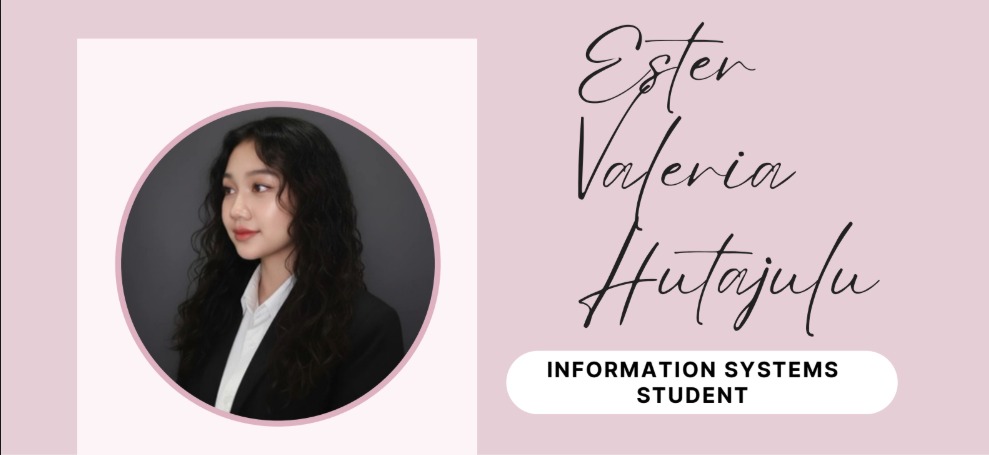 Ester
Valeria
Hutajulu
INFORMATION SYSTEMS
STUDENT